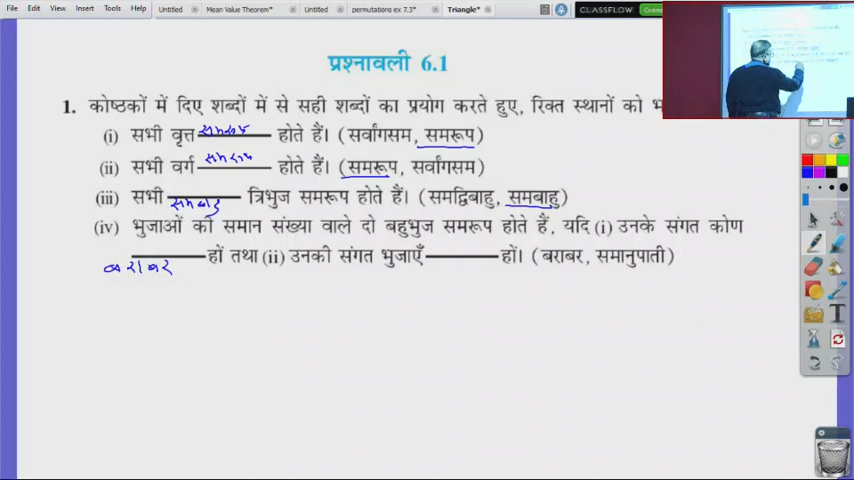 File Edit View Insert Tools Help Untitled Mean Value Theorem* Untitled permutations ex 7.3* Triangle* CLASSFLOW
प्रश्नावली 6.1
1. कोष्ठकों में दिए शब्दों में से सही शब्दों का प्रयोग करते हुए, रिक्त स्थानों को
(i) सभी वृत्त समरूप होते हैं। (सर्वांगसम, समरूप)
(ii) सभी वर्ग समरूप होते हैं। (समरूप, सर्वांगसम)
(iii) सभी समबाहु त्रिभुज समरूप होते हैं। (समद्विबाहु, समबाहु)
(iv) भुजाओं की समान संख्या वाले दो बहुभुज समरूप होते हैं, यदि (i) उनके संगत कोण
बराबर हों तथा (ii) उनकी संगत भुजाएँ हों। (बराबर, समानुपाती)